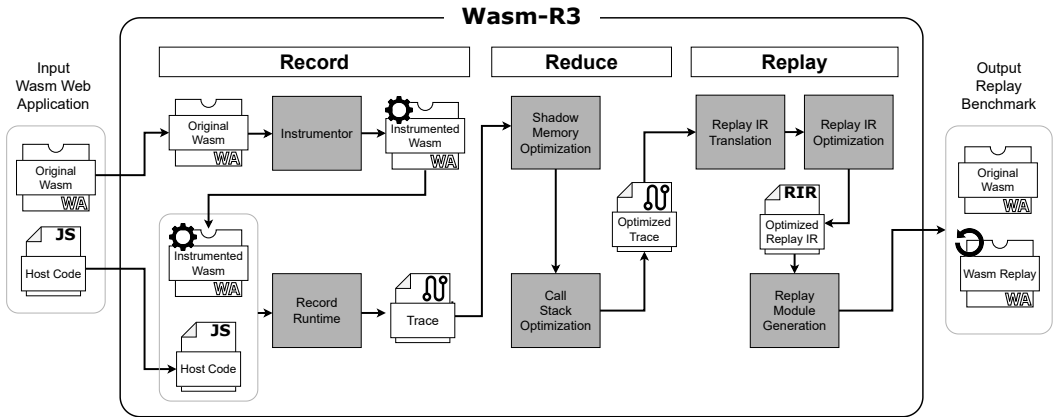 Wasm-R3
Input
Wasm Web
Application
Record
Reduce
Replay
Output
Replay
Benchmark
Original
Wasm
WA
JS
Host Code
Original
Wasm
WA
Instrumentor
Instrumented
Wasm
WA
Instrumented
Wasm
WA
JS
Host Code
Record
Runtime
Trace
Shadow
Memory
Optimization
Call
Stack
Optimization
Optimized
Trace
Replay IR
Translation
Replay IR
Optimization
RIR
Optimized
Replay IR
Replay
Module
Generation
Original
Wasm
WA
Wasm Replay
WA